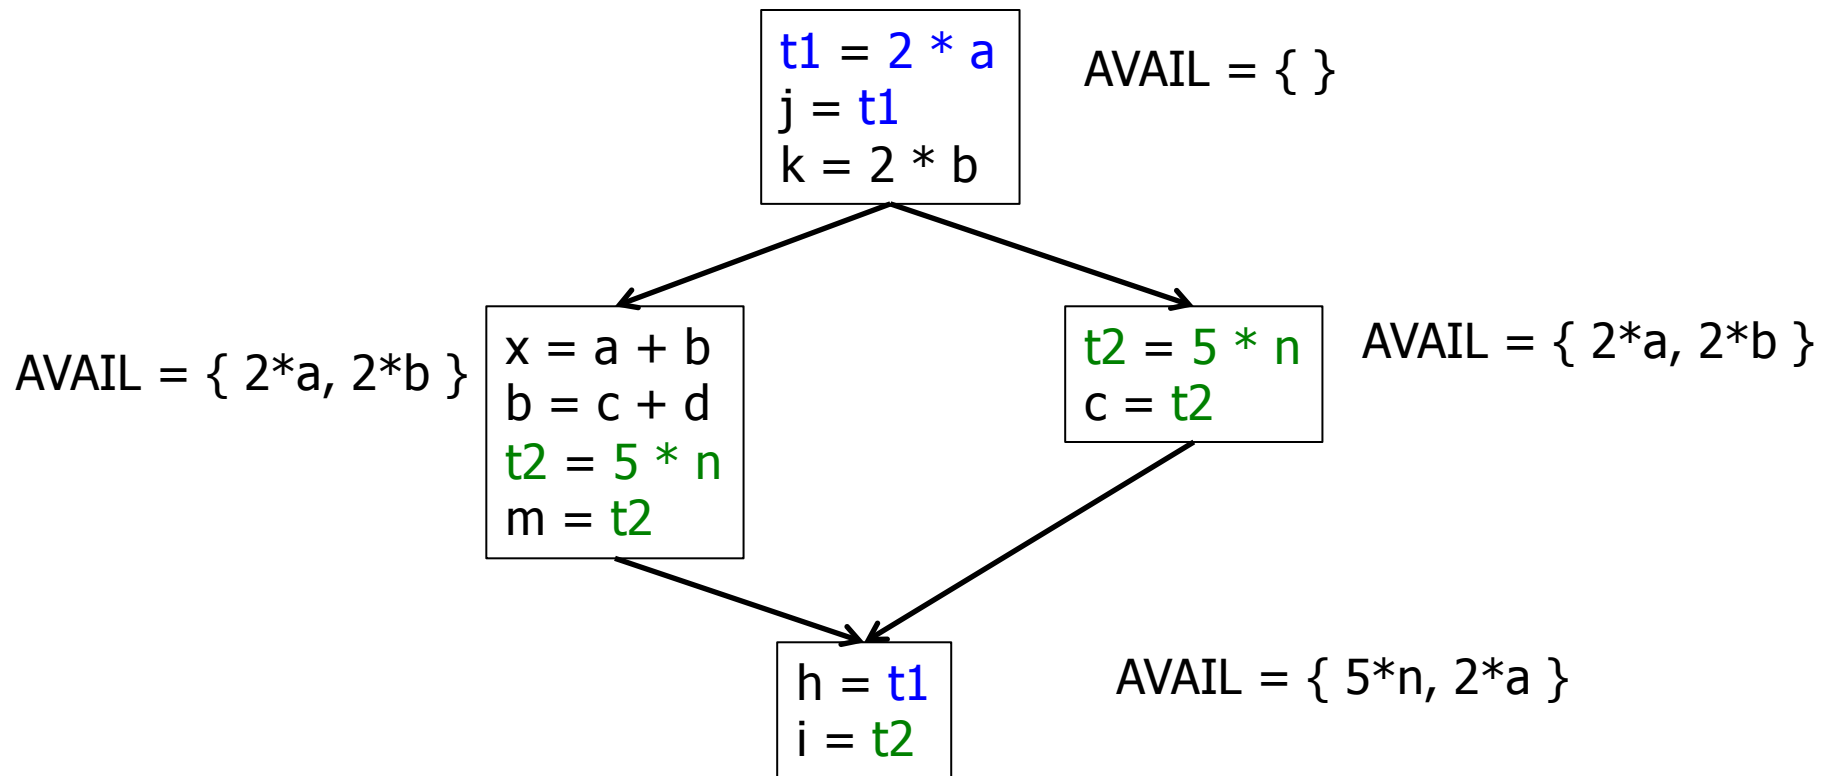 t1 = 2 * a
j = t1
k = 2 * b
AVAIL = { }
AVAIL = { 2*a, 2*b }
x = a + b
b = c + d
t2 = 5 * n
m = t2
t2 = 5 * n
c = t2
AVAIL = { 2*a, 2*b }
h = t1
i = t2
AVAIL = { 5*n, 2*a }